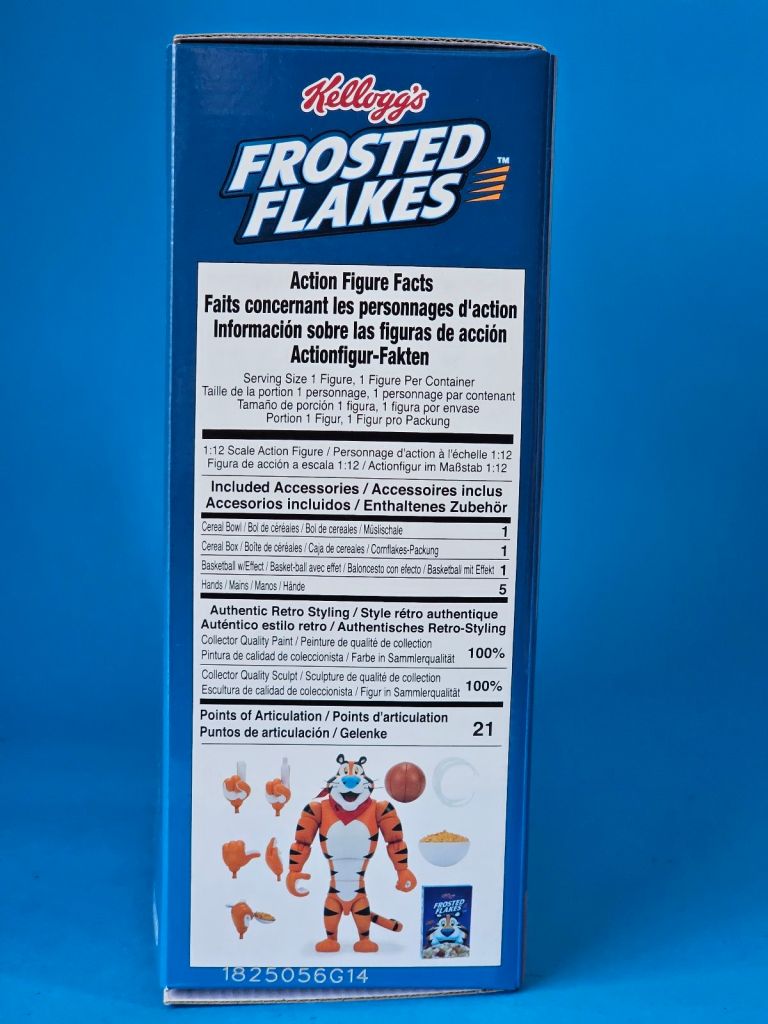 Kellogg's
FROSTED
FLAKES
™
Action Figure Facts
Faits concernant les personnages d'action
Información sobre las figuras de acción
Actionfigur-Fakten
Serving Size 1 Figure, 1 Figure Per Container
Taille de la portion 1 personnage, 1 personnage par contenant
Tamaño de porción 1 figura, 1 figura por envase
Portion 1 Figur, 1 Figur pro Packung
1:12 Scale Action Figure / Personnage d'action à l'échelle 1:12
Figura de acción a escala 1:12 / Actionfigur im Maßstab 1:12
Included Accessories / Accessoires inclus
Accesorios incluidos / Enthaltenes Zubehör
Cereal Bowl / Bol de céréales / Bol de cereales / Müslischale 1
Cereal Box / Boîte de céréales / Caja de cereales / Cornflakes-Packung 1
Basketball w/Effect / Basket-ball avec effet / Baloncesto con efecto / Basketball mit Effekt 1
Hands / Mains / Manos / Hände 5
Authentic Retro Styling / Style rétro authentique
Auténtico estilo retro / Authentisches Retro-Styling
Collector Quality Paint / Peinture de qualité de collection
Pintura de calidad de coleccionista / Farbe in Sammlerqualität 100%
Collector Quality Sculpt / Sculpture de qualité de collection
Escultura de calidad de coleccionista / Figur in Sammlerqualität 100%
Points of Articulation / Points d'articulation
Puntos de articulación / Gelenke 21
FROSTED
FLAKES
1825056G14